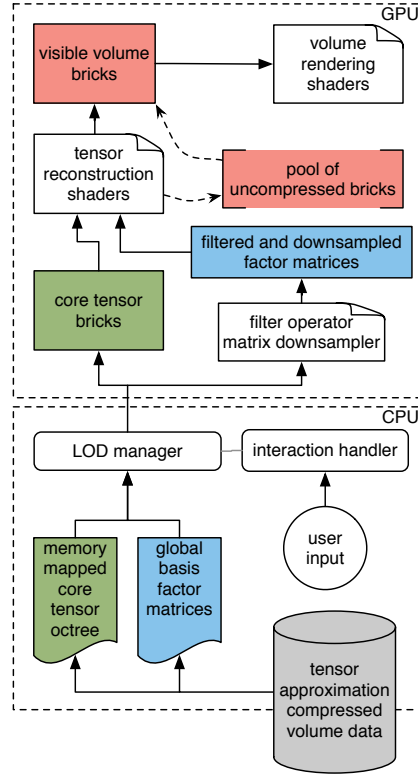 GPU
visible volume
bricks
volume
rendering
shaders
tensor
reconstruction
shaders
pool of
uncompressed bricks
filtered and downsampled
factor matrices
core tensor
bricks
filter operator
matrix downsampler
CPU
LOD manager
interaction handler
memory
mapped
core
tensor
octree
global
basis
factor
matrices
user
input
tensor
approximation
compressed
volume data